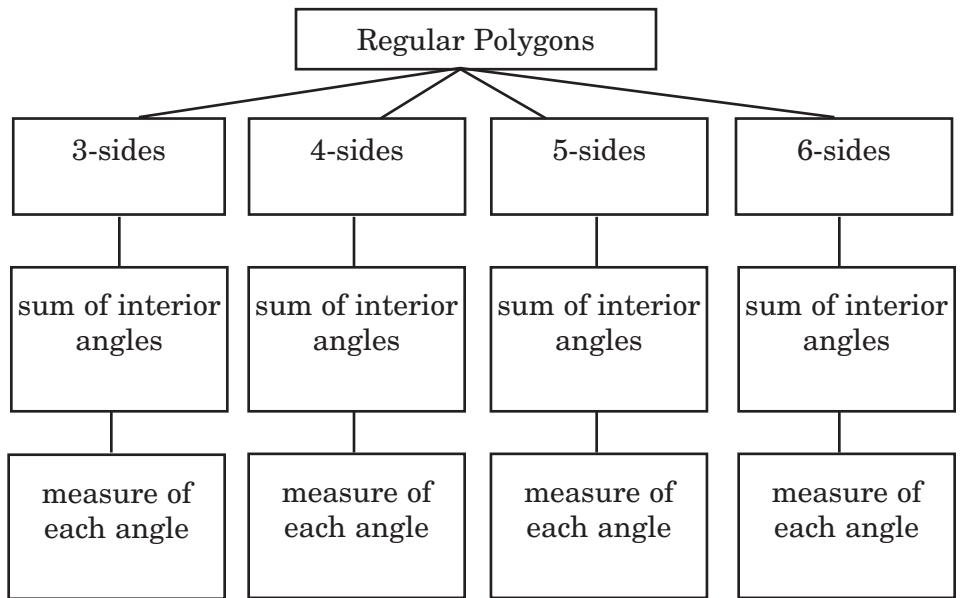 Regular Polygons
3-sides
4-sides
5-sides
6-sides
sum of interior
angles
sum of interior
angles
sum of interior
angles
sum of interior
angles
measure of
each angle
measure of
each angle
measure of
each angle
measure of
each angle